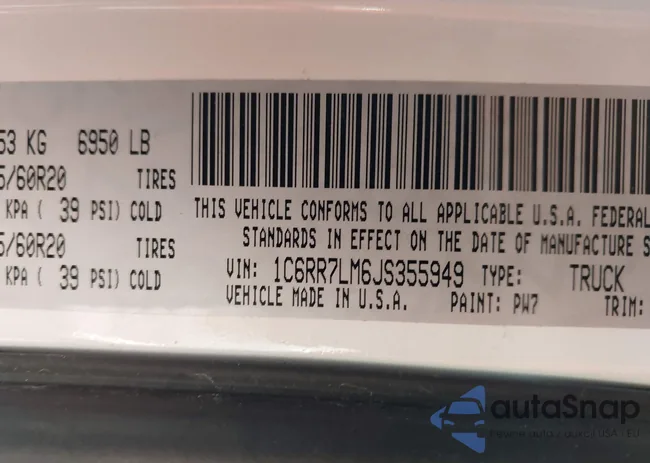 53 KG 6950 LB
5/60R20 TIRES
KPA ( 39 PSI) COLD
5/60R20 TIRES
KPA ( 39 PSI) COLD
THIS VEHICLE CONFORMS TO ALL APPLICABLE U.S.A. FEDERAL
STANDARDS IN EFFECT ON THE DATE OF MANUFACTURE S
VIN: 1C6RR7LM6JS355949 TYPE: TRUCK
VEHICLE MADE IN U.S.A. PAINT: PW7 TRIM:
autaSnap